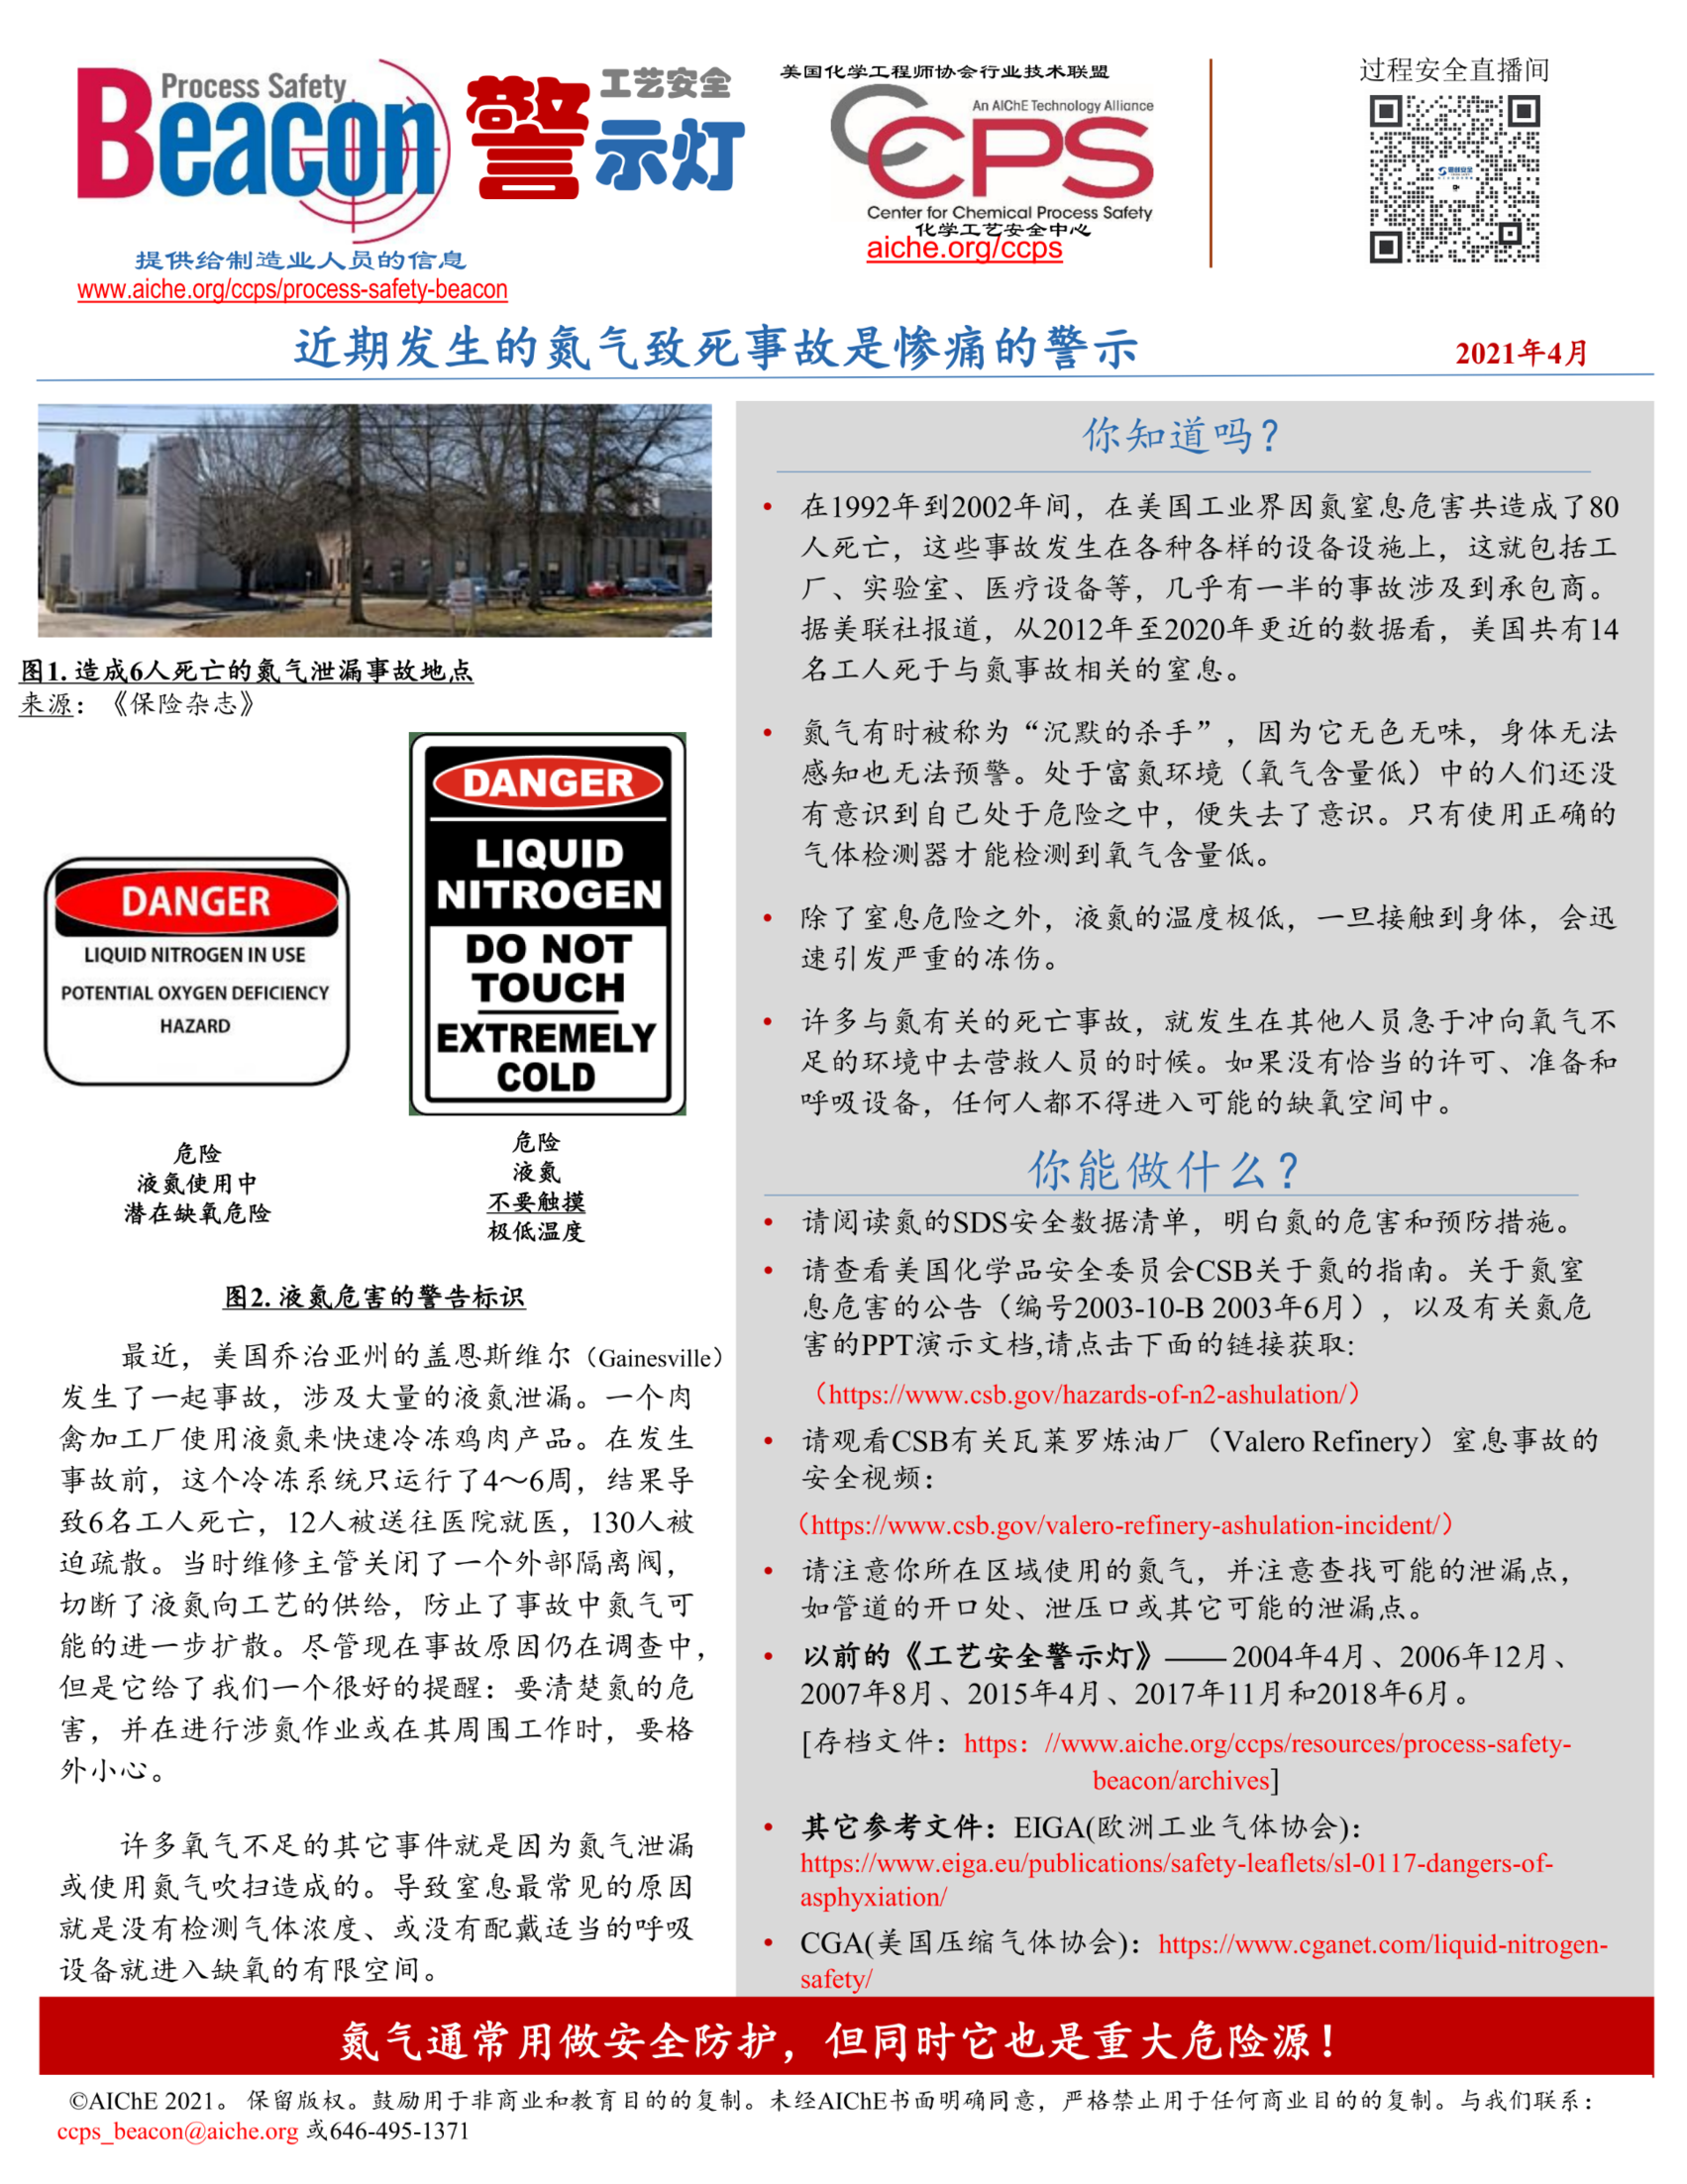 Process Safety
Beacon
警示灯
工艺安全
提供给制造业人员的信息
www.aiche.org/ccps/process-safety-beacon
美国化学工程师协会行业技术联盟
An AIChE Technology Alliance
CCPS
Center for Chemical Process Safety
化学工艺安全中心
aiche.org/ccps
过程安全直播间
近期发生的氮气致死事故是惨痛的警示
2021年4月
图1. 造成6人死亡的氮气泄漏事故地点
来源：《保险杂志》
DANGER
LIQUID NITROGEN IN USE
POTENTIAL OXYGEN DEFICIENCY
HAZARD
危险
液氮使用中
潜在缺氧危险
DANGER
LIQUID
NITROGEN
DO NOT
TOUCH
EXTREMELY
COLD
危险
液氮
不要触摸
极低温度
图2. 液氮危害的警告标识
最近，美国乔治亚州的盖恩斯维尔（Gainesville）
发生了一起事故，涉及大量的液氮泄漏。一个肉
禽加工厂使用液氮来快速冷冻鸡肉产品。在发生
事故前，这个冷冻系统只运行了4～6周，结果导
致6名工人死亡，12人被送往医院就医，130人被
迫疏散。当时维修主管关闭了一个外部隔离阀，
切断了液氮向工艺的供给，防止了事故中氮气可
能的进一步扩散。尽管现在事故原因仍在调查中，
但是它给了我们一个很好的提醒：要清楚氮的危
害，并在进行涉氮作业或在其周围工作时，要格
外小心。
许多氧气不足的其它事件就是因为氮气泄漏
或使用氮气吹扫造成的。导致窒息最常见的原因
就是没有检测气体浓度、或没有配戴适当的呼吸
设备就进入缺氧的有限空间。
你知道吗？
• 在1992年到2002年间，在美国工业界因氮窒息危害共造成了80
人死亡，这些事故发生在各种各样的设备设施上，这就包括工
厂、实验室、医疗设备等，几乎有一半的事故涉及到承包商。
据美联社报道，从2012年至2020年更近的数据看，美国共有14
名工人死于与氮事故相关的窒息。
• 氮气有时被称为“沉默的杀手”，因为它无色无味，身体无法
感知也无法预警。处于富氮环境（氧气含量低）中的人们还没
有意识到自己处于危险之中，便失去了意识。只有使用正确的
气体检测器才能检测到氧气含量低。
• 除了窒息危险之外，液氮的温度极低，一旦接触到身体，会迅
速引发严重的冻伤。
• 许多与氮有关的死亡事故，就发生在其他人员急于冲向氧气不
足的环境中去营救人员的时候。如果没有恰当的许可、准备和
呼吸设备，任何人都不得进入可能的缺氧空间中。
你能做什么？
• 请阅读氮的SDS安全数据清单，明白氮的危害和预防措施。
• 请查看美国化学品安全委员会CSB关于氮的指南。关于氮窒
息危害的公告（编号2003-10-B 2003年6月），以及有关氮危
害的PPT演示文档,请点击下面的链接获取:
（https://www.csb.gov/hazards-of-n2-ashulation/）
• 请观看CSB有关瓦莱罗炼油厂（Valero Refinery）窒息事故的
安全视频：
（https://www.csb.gov/valero-refinery-ashulation-incident/）
• 请注意你所在区域使用的氮气，并注意查找可能的泄漏点，
如管道的开口处、泄压口或其它可能的泄漏点。
• 以前的《工艺安全警示灯》—— 2004年4月、2006年12月、
2007年8月、2015年4月、2017年11月和2018年6月。
[存档文件：https：//www.aiche.org/ccps/resources/process-safety-
beacon/archives]
• 其它参考文件：EIGA(欧洲工业气体协会)：
https://www.eiga.eu/publications/safety-leaflets/sl-0117-dangers-of-
asphyxiation/
• CGA(美国压缩气体协会)：https://www.cganet.com/liquid-nitrogen-
safety/
氮气通常用做安全防护，但同时它也是重大危险源！
©AIChE 2021。 保留版权。鼓励用于非商业和教育目的的复制。未经AIChE书面明确同意，严格禁止用于任何商业目的的复制。与我们联系：
ccps_beacon@aiche.org 或646-495-1371